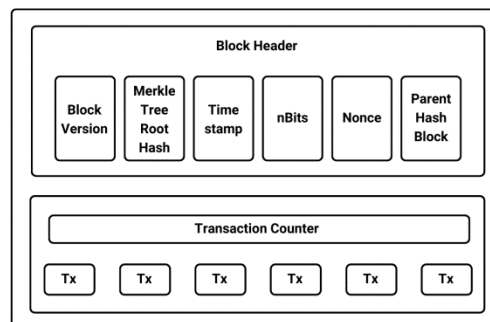 Block Header
Block
Version
Merkle
Tree
Root
Hash
Time
stamp
nBits
Nonce
Parent
Hash
Block
Transaction Counter
Tx
Tx
Tx
Tx
Tx
Tx